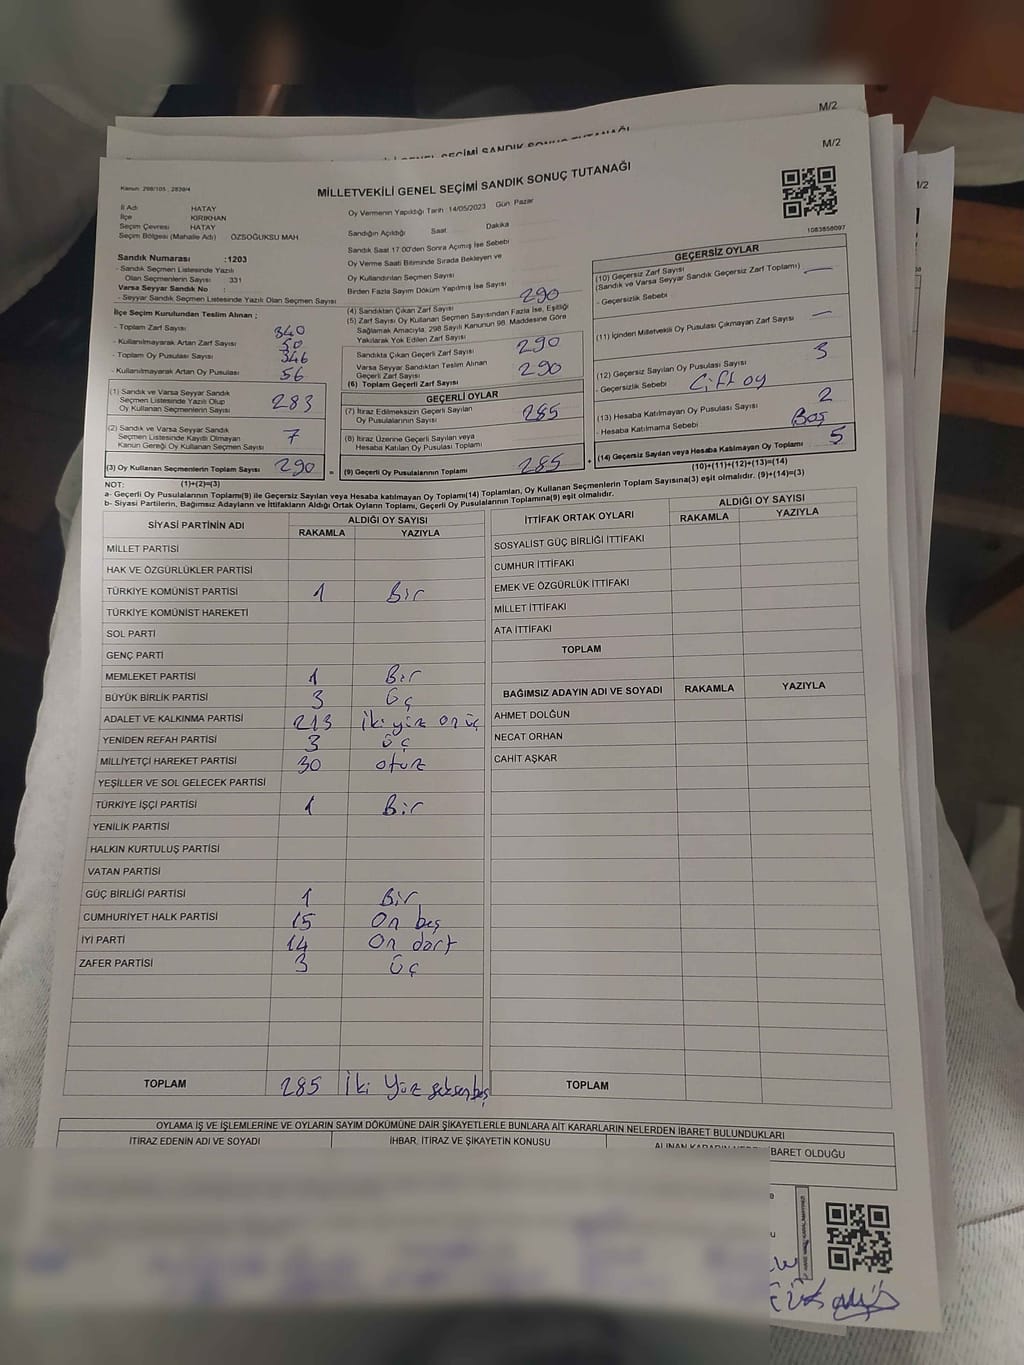 M/2
M/2
Kanun: 298/105 , 2839/4
MİLLETVEKİLİ GENEL SEÇİMİ SANDIK SONUÇ TUTANAĞI
1083858097
İl Adı HATAY
İlçe KIRIKHAN
Seçim Çevresi HATAY
Seçim Bölgesi (Mahalle Adı) : ÖZSOĞUKSU MAH
Sandık Numarası :1203
- Sandık Seçmen Listesinde Yazılı
Olan Seçmenlerin Sayısı 331
Varsa Seyyar Sandık No :
- Seyyar Sandık Seçmen Listesinde Yazılı Olan Seçmen Sayısı
Oy Vermenin Yapıldığı Tarih 14/05/2023 Gün: Pazar
Sandığın Açıldığı Saat Dakika
Sandık Saat 17.00'den Sonra Açmış İse Sebebi
Oy Verme Saati Bitiminde Sırada Bekleyen ve
Oy Kullandırılan Seçmen Sayısı
Birden Fazla Sayım Döküm Yapılmış İse Sayısı
İlçe Seçim Kurulundan Teslim Alınan ;
- Toplam Zarf Sayısı 340
- Kullanılmayarak Artan Zarf Sayısı 50
- Toplam Oy Pusulası Sayısı 346
- Kullanılmayarak Artan Oy Pusulası 56
(1) Sandık ve Varsa Seyyar Sandık
Seçmen Listesinde Yazılı Olup
Oy Kullanan Seçmenlerin Sayısı 283
(2) Sandık ve Varsa Seyyar Sandık
Seçmen Listesinde Kayıtlı Olmayan
Kanun Gereği Oy Kullanan Seçmen Sayısı 7
(3) Oy Kullanan Seçmenlerin Toplam Sayısı 290 =
(4) Sandıktan Çıkan Zarf Sayısı 290
(5) Zarf Sayısı Oy Kullanan Seçmen Sayısından Fazla İse, Eşitliği
Sağlamak Amacıyla, 298 Sayılı Kanunun 98. Maddesine Göre
Yakılarak Yok Edilen Zarf Sayısı
Sandıkta Çıkan Geçerli Zarf Sayısı 290
Varsa Seyyar Sandıktan Teslim Alınan
Geçerli Zarf Sayısı
(6) Toplam Geçerli Zarf Sayısı 290
GEÇERLİ OYLAR
(7) İtiraz Edilmeksizin Geçerli Sayılan
Oy Pusulalarının Sayısı 285
(8) İtiraz Üzerine Geçerli Sayılan veya
Hesaba Katılan Oy Pusulası Toplamı
(9) Geçerli Oy Pusulalarının Toplamı 285 +
GEÇERSİZ OYLAR
(10) Geçersiz Zarf Sayısı
(Sandık ve Varsa Seyyar Sandık Geçersiz Zarf Toplamı) —
- Geçersizlik Sebebi
(11) İçinden Milletvekili Oy Pusulası Çıkmayan Zarf Sayısı —
(12) Geçersiz Sayılan Oy Pusulası Sayısı 3
- Geçersizlik Sebebi Çift oy
(13) Hesaba Katılmayan Oy Pusulası Sayısı 2
- Hesaba Katılmama Sebebi Boş
(14) Geçersiz Sayılan veya Hesaba Katılmayan Oy Toplamı 5
(1)+(2)=(3)
(10)+(11)+(12)+(13)=(14)
NOT:
a- Geçerli Oy Pusulalarının Toplamı(9) ile Geçersiz Sayılan veya Hesaba katılmayan Oy Toplamı(14) Toplamları, Oy Kullanan Seçmenlerin Toplam Sayısına(3) eşit olmalıdır. (9)+(14)=(3)
b- Siyasi Partilerin, Bağımsız Adayların ve İttifakların Aldığı Ortak Oyların Toplamı, Geçerli Oy Pusulalarının Toplamına(9) eşit olmalıdır.
SİYASİ PARTİNİN ADI ALDIĞI OY SAYISI
RAKAMLA YAZIYLA
MİLLET PARTİSİ
HAK VE ÖZGÜRLÜKLER PARTİSİ
TÜRKİYE KOMÜNİST PARTİSİ 1 Bir
TÜRKİYE KOMÜNİST HAREKETİ
SOL PARTİ
GENÇ PARTİ
MEMLEKET PARTİSİ 1 Bir
BÜYÜK BİRLİK PARTİSİ 3 Üç
ADALET VE KALKINMA PARTİSİ 213 İki yüz on üç
YENİDEN REFAH PARTİSİ 3 üç
MİLLİYETÇİ HAREKET PARTİSİ 30 otuz
YEŞİLLER VE SOL GELECEK PARTİSİ
TÜRKİYE İŞÇİ PARTİSİ 1 Bir
YENİLİK PARTİSİ
HALKIN KURTULUŞ PARTİSİ
VATAN PARTİSİ
GÜÇ BİRLİĞİ PARTİSİ 1 Bir
CUMHURİYET HALK PARTİSİ 15 On beş
İYİ PARTİ 14 On dört
ZAFER PARTİSİ 3 Üç
TOPLAM 285 İki Yüz seksen beş
İTTİFAK ORTAK OYLARI ALDIĞI OY SAYISI
RAKAMLA YAZIYLA
SOSYALİST GÜÇ BİRLİĞİ İTTİFAKI
CUMHUR İTTİFAKI
EMEK VE ÖZGÜRLÜK İTTİFAKI
MİLLET İTTİFAKI
ATA İTTİFAKI
TOPLAM
BAĞIMSIZ ADAYIN ADI VE SOYADI RAKAMLA YAZIYLA
AHMET DOLĞUN
NECAT ORHAN
CAHİT AŞKAR
TOPLAM
OYLAMA İŞ VE İŞLEMLERİNE VE OYLARIN SAYIM DÖKÜMÜNE DAİR ŞİKAYETLERLE BUNLARA AİT KARARLARIN NELERDEN İBARET BULUNDUKLARI
İTİRAZ EDENİN ADI VE SOYADI İHBAR, İTİRAZ VE ŞİKAYETİN KONUSU BARET OLDUĞU